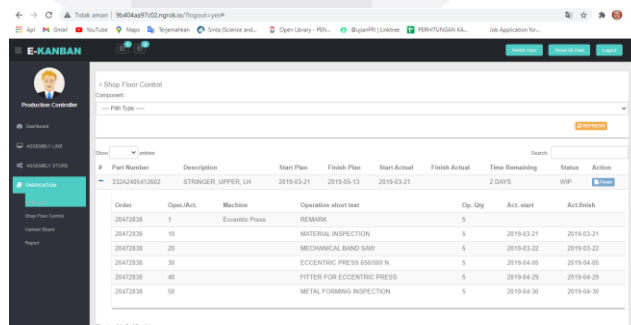 Tidak aman | 9b404aa97c02.ngrok.io/?logout=yes#
Apl Gmail YouTube Maps Terjemahkan Sinta (Science and... Open Library - PEN... @ujianPPJ | Linktree PERHITUNGAN KA... Job Application for...
E-KANBAN
Reset All Data Logout
Production Controller
Dashboard
ASSEMBLY LINE
ASSEMBLY STORE
FABRICATION
Shop Floor Control
Kanban Board
Report
> Shop Floor Control
Component:
---- Pilih Type ----
REFRESH
Show entries Search:
# Part Number Description Start Plan Finish Plan Start Actual Finish Actual Time Remaining Status Action
332A2405412602 STRINGER, UPPER, LH 2019-03-21 2019-05-13 2019-03-21 2 DAYS WIP Finish
Order Oper./Act. Machine Operation short text Op. Qty Act. start Act.finish
20472838 1 Eccentric Press REMARK 5
20472838 10 MATERIAL INSPECTION 5 2019-03-21 2019-03-21
20472838 20 MECHANICAL BAND SAW 5 2019-03-22 2019-03-22
20472838 30 ECCENTRIC PRESS 650/500 N 5 2019-04-05 2019-04-05
20472838 40 FITTER FOR ECCENTRIC PRESS 5 2019-04-29 2019-04-29
20472838 50 METAL FORMING INSPECTION 5 2019-04-30 2019-04-30